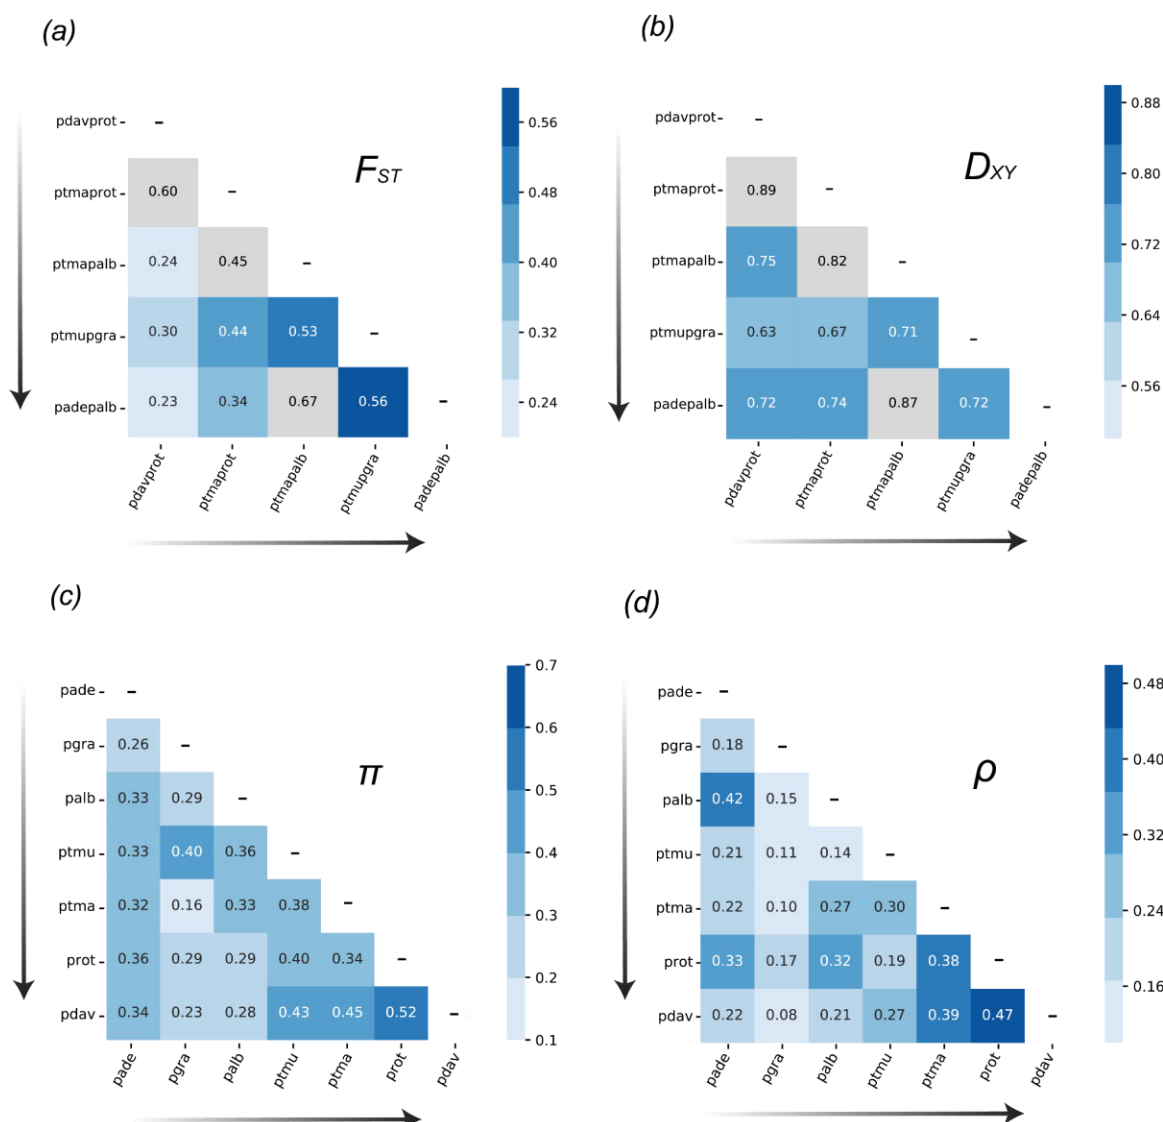 (a)
F_ST
pdavprot –
ptmaprot 0.60 –
ptmapalb 0.24 0.45 –
ptmupgra 0.30 0.44 0.53 –
padepalb 0.23 0.34 0.67 0.56 –
pdavprot ptmaprot ptmapalb ptmupgra padepalb
0.56
0.48
0.40
0.32
0.24
(b)
D_XY
pdavprot –
ptmaprot 0.89 –
ptmapalb 0.75 0.82 –
ptmupgra 0.63 0.67 0.71 –
padepalb 0.72 0.74 0.87 0.72 –
pdavprot ptmaprot ptmapalb ptmupgra padepalb
0.88
0.80
0.72
0.64
0.56
(c)
π
pade –
pgra 0.26 –
palb 0.33 0.29 –
ptmu 0.33 0.40 0.36 –
ptma 0.32 0.16 0.33 0.38 –
prot 0.36 0.29 0.29 0.40 0.34 –
pdav 0.34 0.23 0.28 0.43 0.45 0.52 –
pade pgra palb ptmu ptma prot pdav
0.7
0.6
0.5
0.4
0.3
0.2
0.1
(d)
ρ
pade –
pgra 0.18 –
palb 0.42 0.15 –
ptmu 0.21 0.11 0.14 –
ptma 0.22 0.10 0.27 0.30 –
prot 0.33 0.17 0.32 0.19 0.38 –
pdav 0.22 0.08 0.21 0.27 0.39 0.47 –
pade pgra palb ptmu ptma prot pdav
0.48
0.40
0.32
0.24
0.16